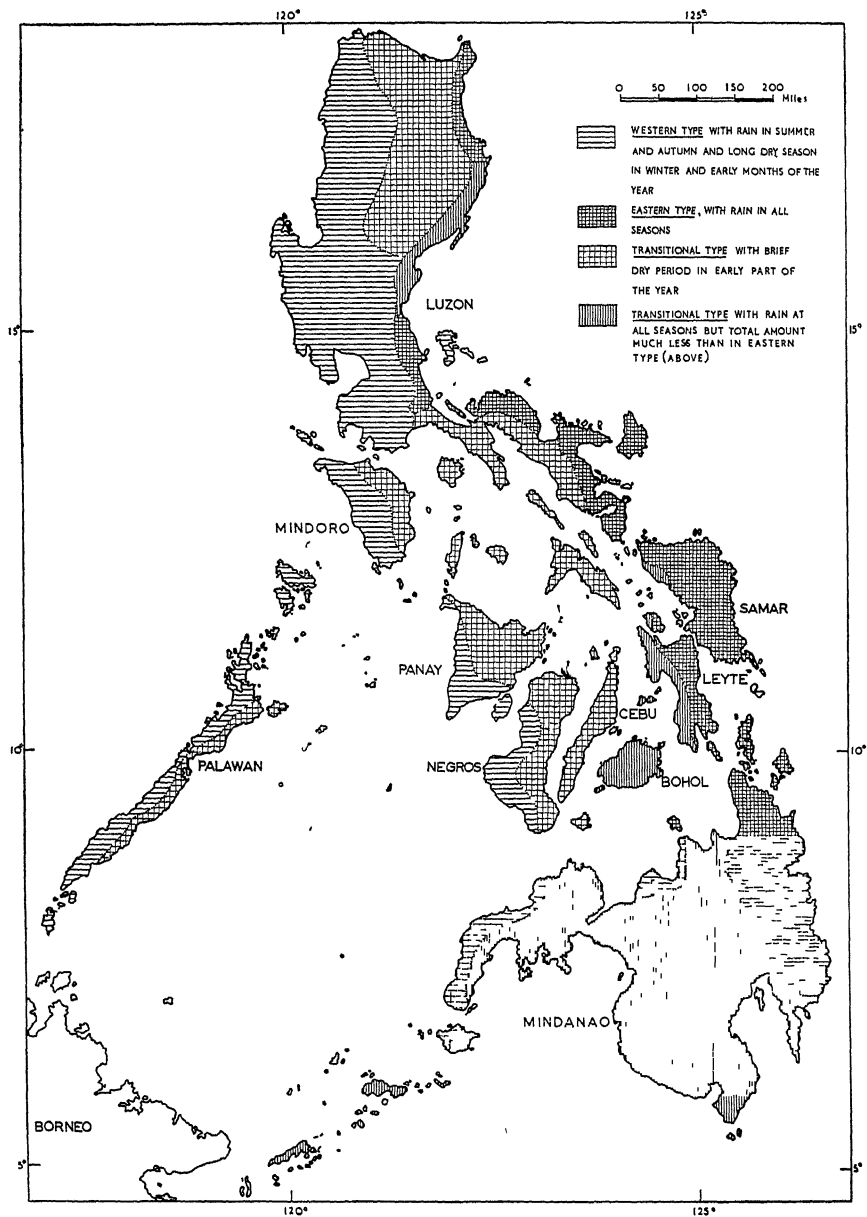 120°
125°
0 50 100 150 200
Miles
WESTERN TYPE WITH RAIN IN SUMMER
AND AUTUMN AND LONG DRY SEASON
IN WINTER AND EARLY MONTHS OF THE
YEAR
EASTERN TYPE, WITH RAIN IN ALL
SEASONS
TRANSITIONAL TYPE WITH BRIEF
DRY PERIOD IN EARLY PART OF
THE YEAR
LUZON
15°
15°
TRANSITIONAL TYPE WITH RAIN AT
ALL SEASONS BUT TOTAL AMOUNT
MUCH LESS THAN IN EASTERN
TYPE (ABOVE)
MINDORO
SAMAR
PANAY
LEYTE
CEBU
10°
10°
PALAWAN
NEGROS
BOHOL
MINDANAO
BORNEO
5°
5°
120°
125°